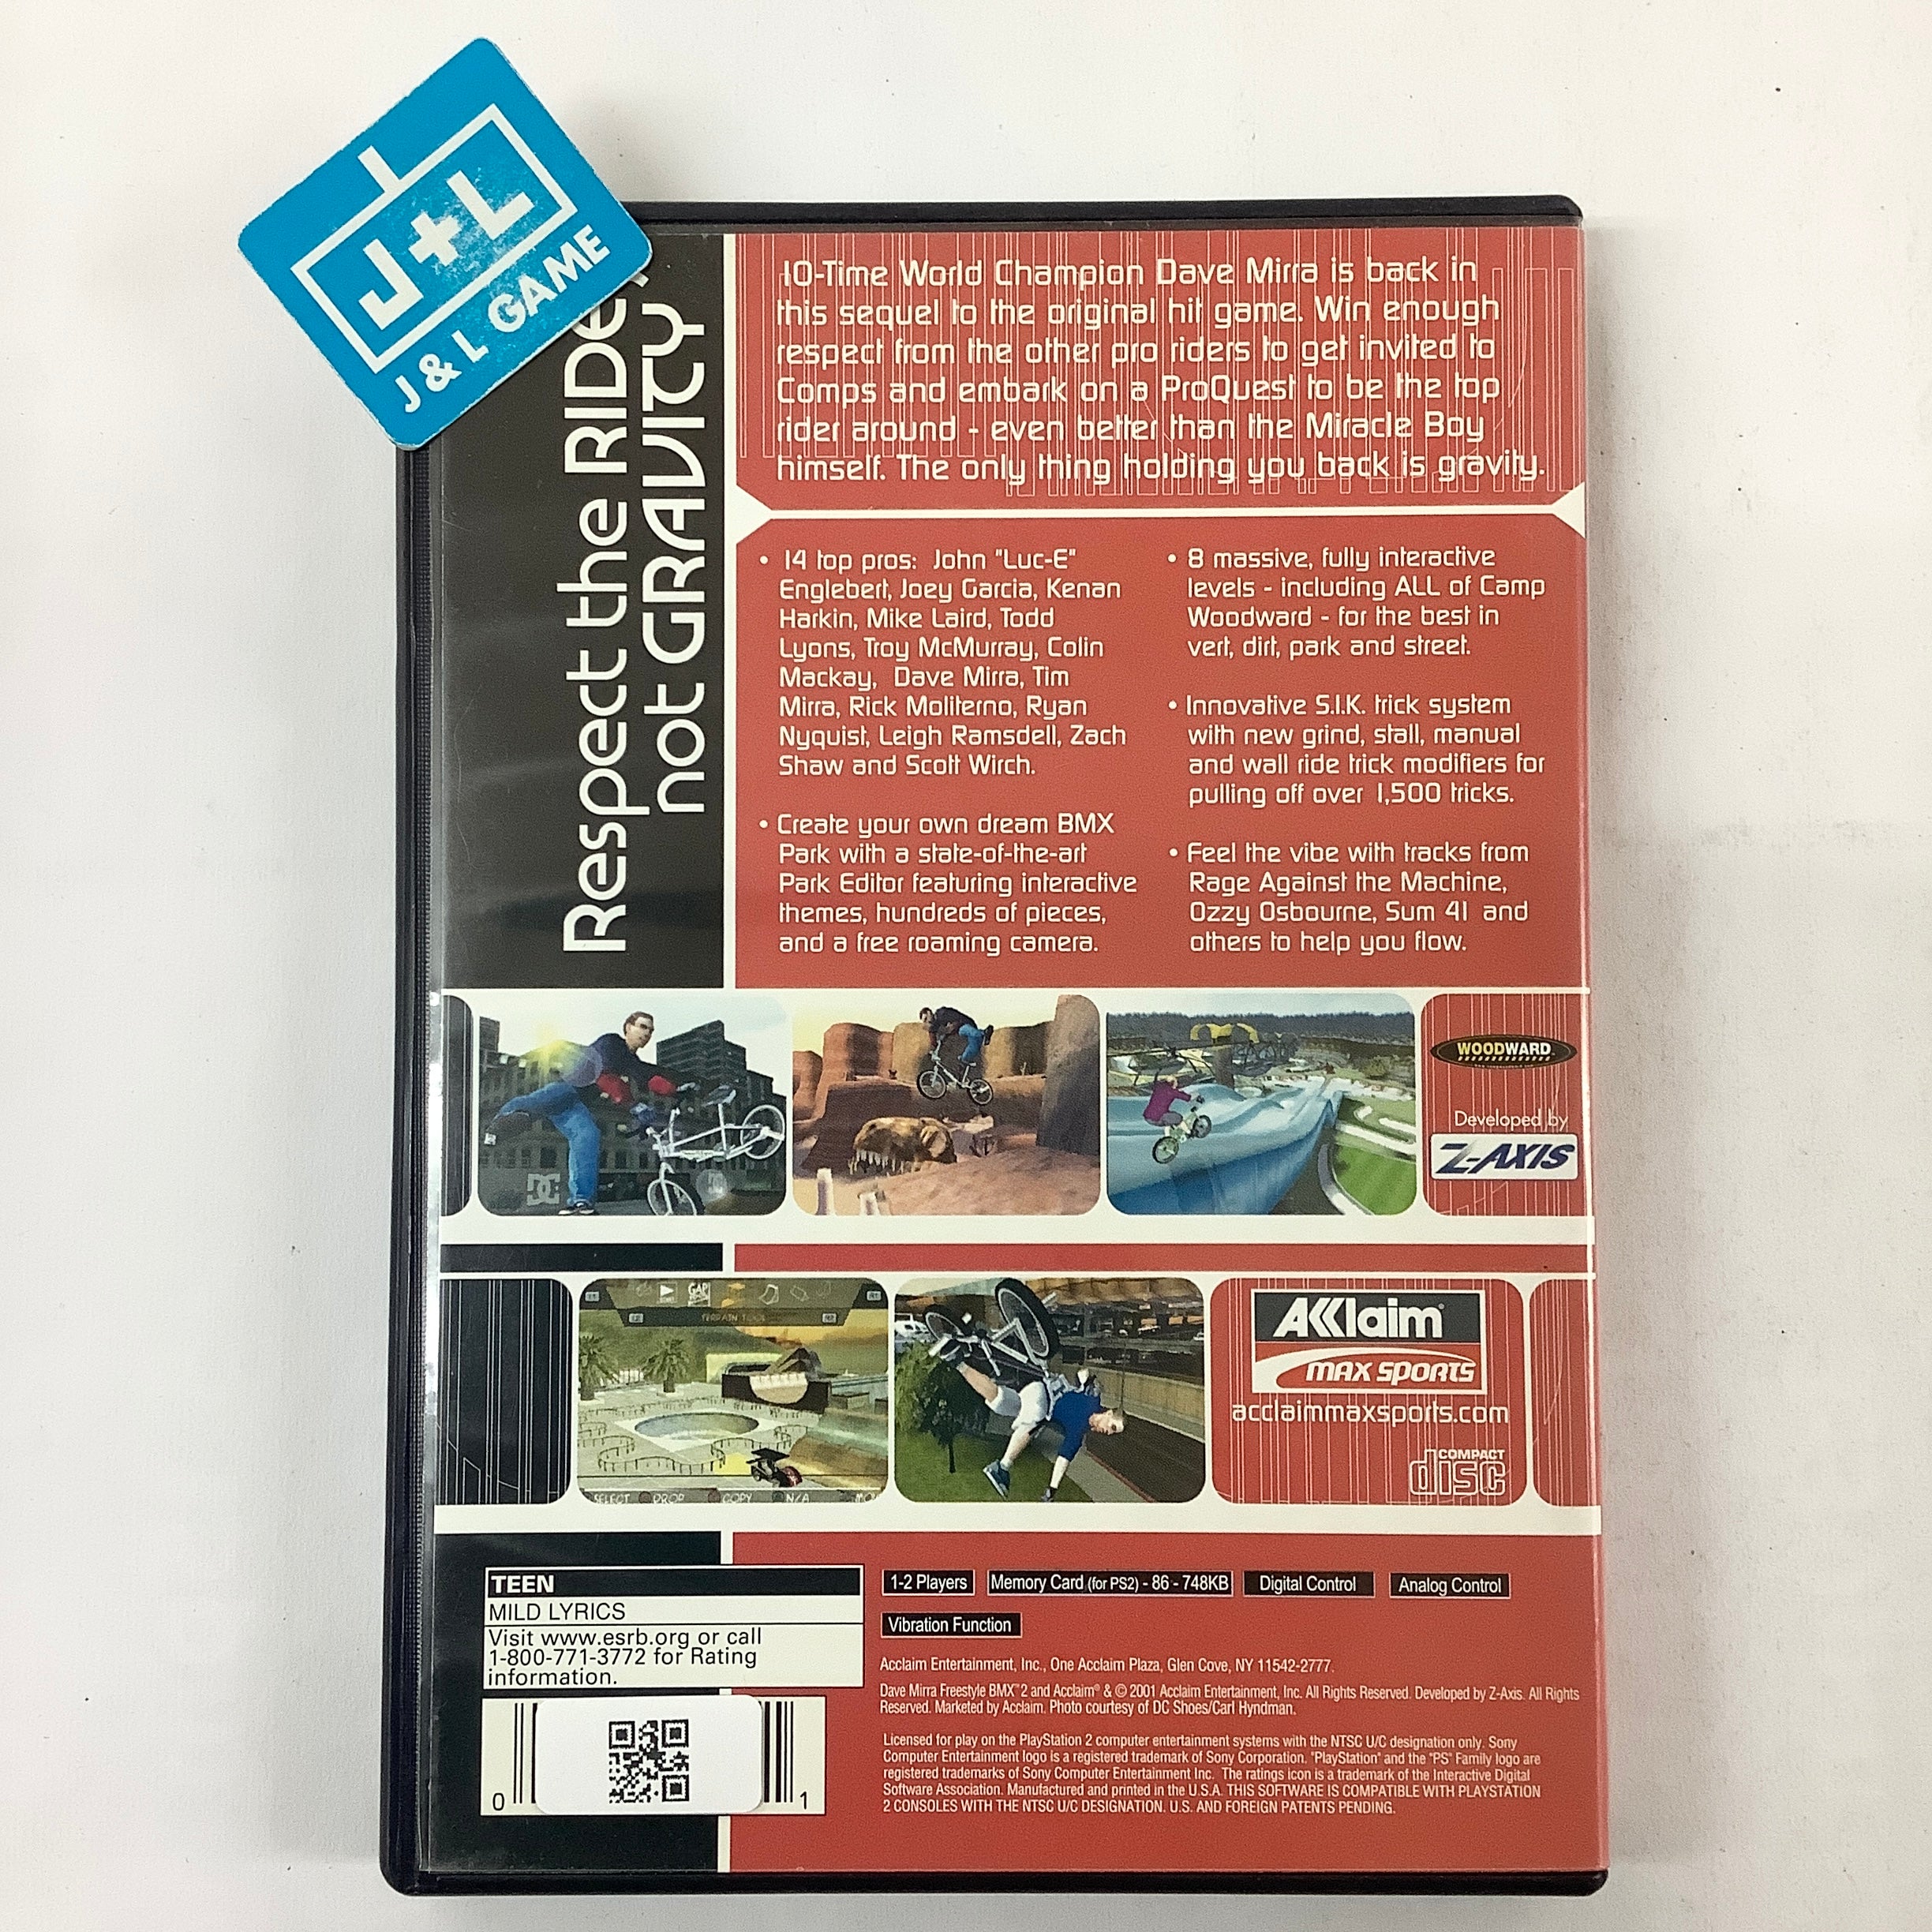 J+L
J & L GAME
Respect the RIDE
not GRAVITY
10-Time World Champion Dave Mirra is back in
this sequel to the original hit game. Win enough
respect from the other pro riders to get invited to
Comps and embark on a ProQuest to be the top
rider around - even better than the Miracle Boy
himself. The only thing holding you back is gravity.
• 14 top pros: John "Luc-E"
Englebert, Joey Garcia, Kenan
Harkin, Mike Laird, Todd
Lyons, Troy McMurray, Colin
Mackay, Dave Mirra, Tim
Mirra, Rick Moliterno, Ryan
Nyquist, Leigh Ramsdell, Zach
Shaw and Scott Wirch.
• Create your own dream BMX
Park with a state-of-the-art
Park Editor featuring interactive
themes, hundreds of pieces,
and a free roaming camera.
• 8 massive, fully interactive
levels - including ALL of Camp
Woodward - for the best in
vert, dirt, park and street.
• Innovative S.I.K. trick system
with new grind, stall, manual
and wall ride trick modifiers for
pulling off over 1,500 tricks.
• Feel the vibe with tracks from
Rage Against the Machine,
Ozzy Osbourne, Sum 41 and
others to help you flow.
DC
WOODWARD
Developed by
Z-AXIS
GAP!
TERRAIN TOOL
SELECT DROP COPY N/A
AKKlaim
MAX SPORTS
acclaimmaxsports.com
COMPACT
disc
TEEN
MILD LYRICS
Visit www.esrb.org or call
1-800-771-3772 for Rating
information.
0 1
1-2 Players Memory Card (for PS2) - 86 - 748KB Digital Control Analog Control
Vibration Function
Acclaim Entertainment, Inc., One Acclaim Plaza, Glen Cove, NY 11542-2777.
Dave Mirra Freestyle BMX™ 2 and Acclaim® & © 2001 Acclaim Entertainment, Inc. All Rights Reserved. Developed by Z-Axis. All Rights
Reserved. Marketed by Acclaim. Photo courtesy of DC Shoes/Carl Hyndman.
Licensed for play on the PlayStation 2 computer entertainment systems with the NTSC U/C designation only. Sony
Computer Entertainment logo is a registered trademark of Sony Corporation. "PlayStation" and the "PS" Family logo are
registered trademarks of Sony Computer Entertainment Inc. The ratings icon is a trademark of the Interactive Digital
Software Association. Manufactured and printed in the U.S.A. THIS SOFTWARE IS COMPATIBLE WITH PLAYSTATION
2 CONSOLES WITH THE NTSC U/C DESIGNATION. U.S. AND FOREIGN PATENTS PENDING.